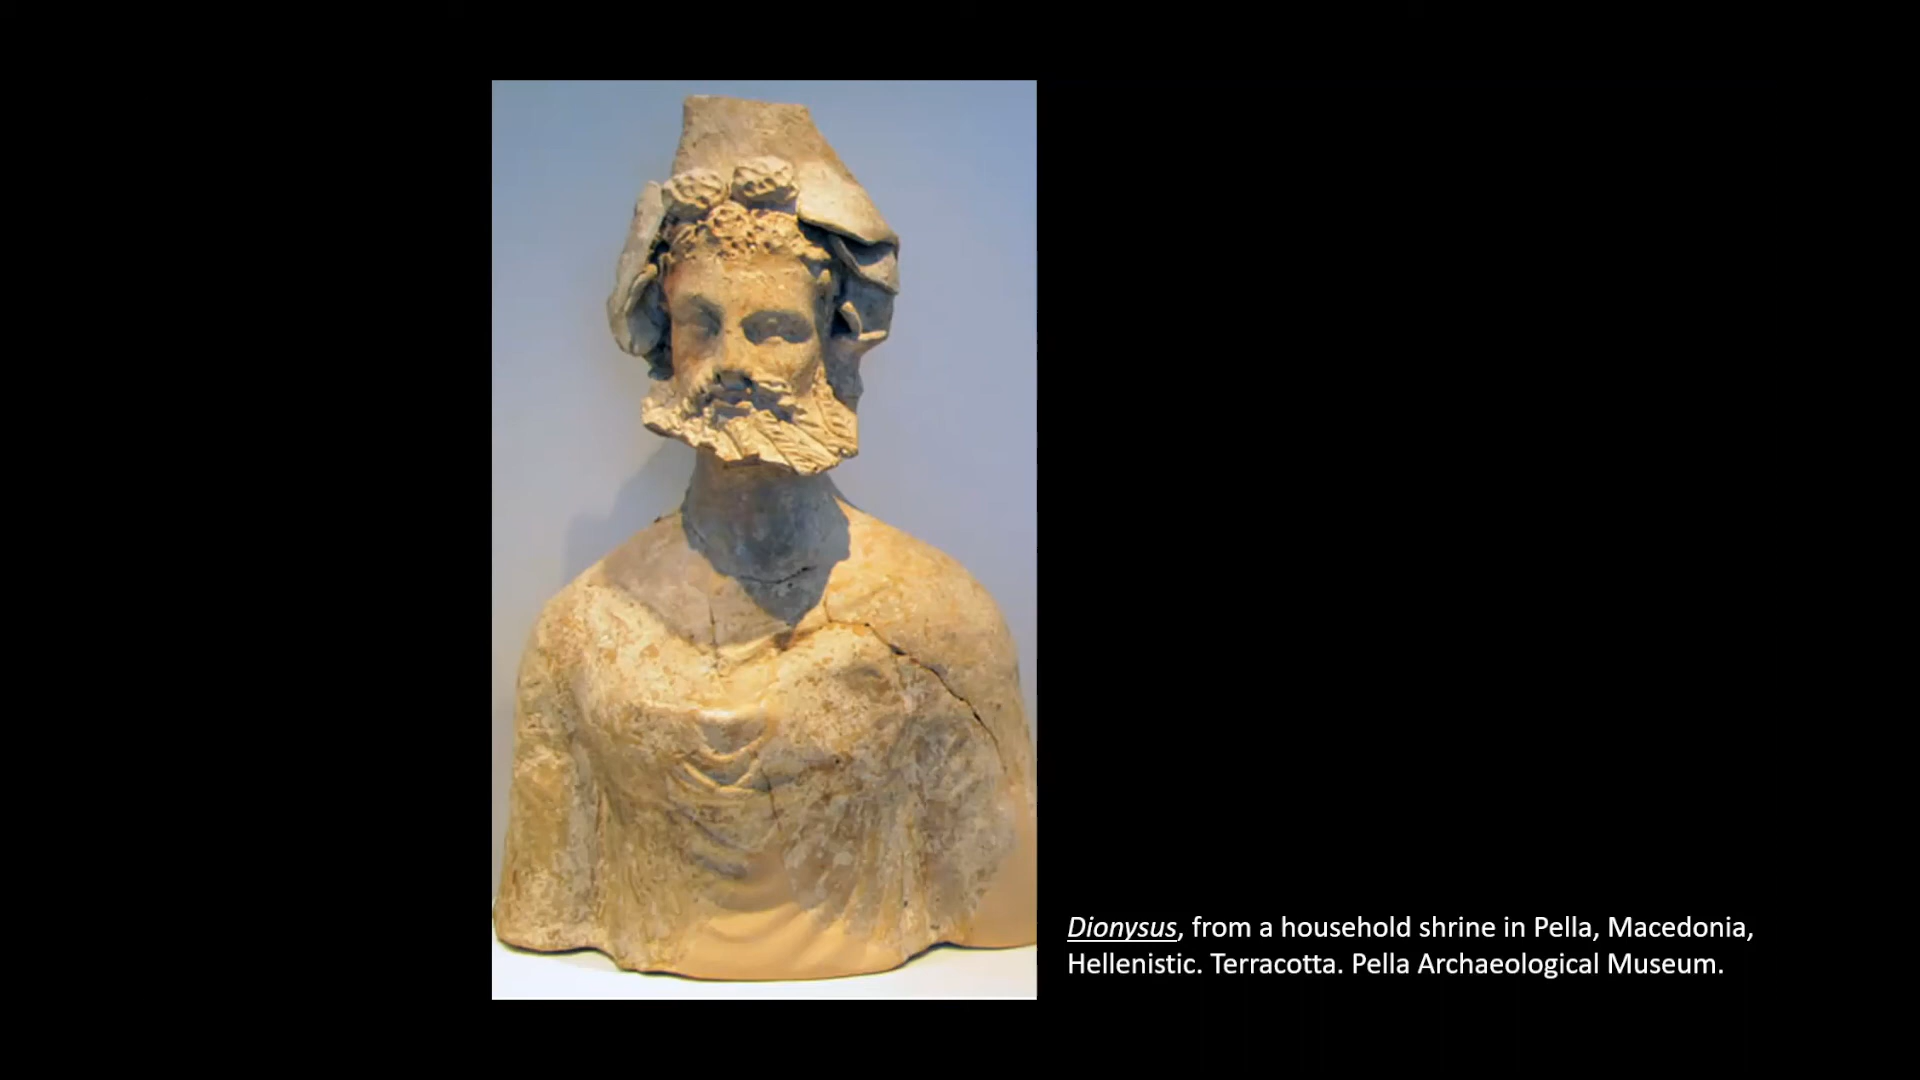 Dionysus, from a household shrine in Pella, Macedonia,
Hellenistic. Terracotta. Pella Archaeological Museum.